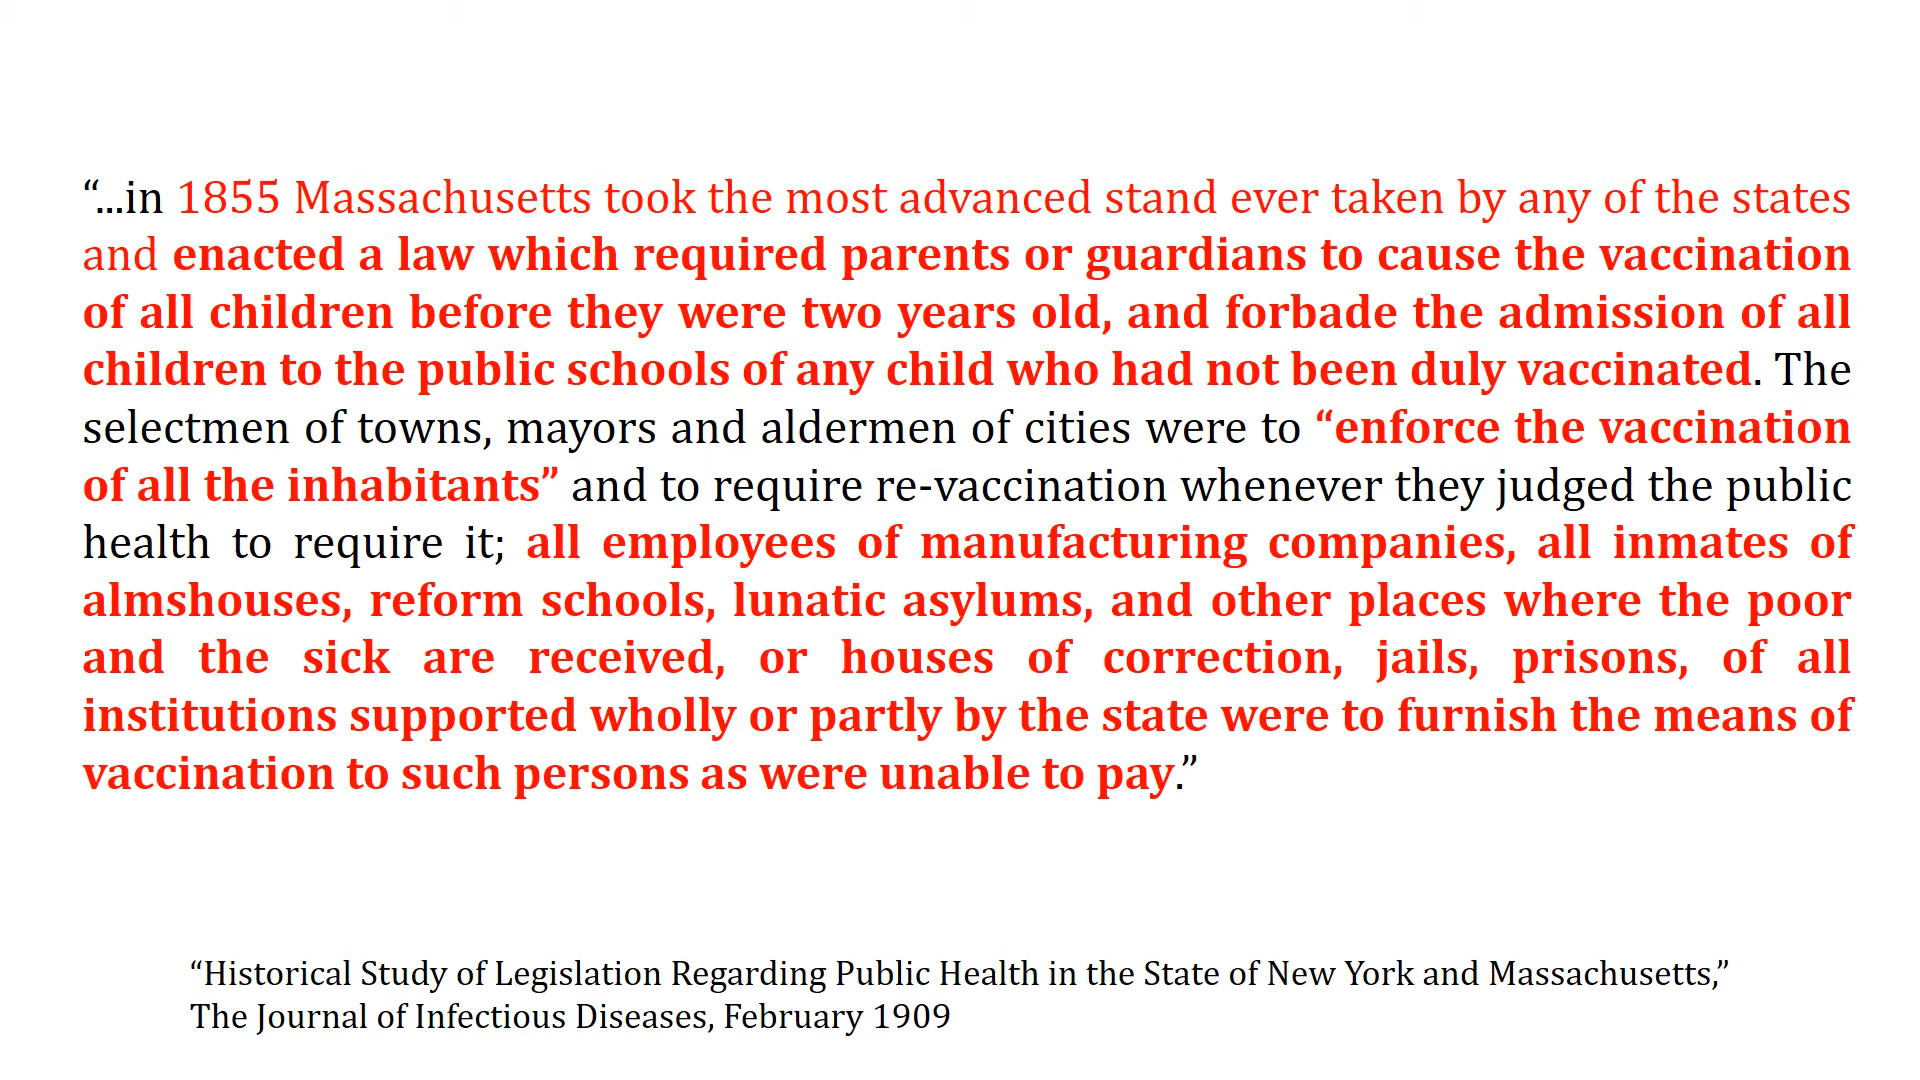 “...in 1855 Massachusetts took the most advanced stand ever taken by any of the states
and enacted a law which required parents or guardians to cause the vaccination
of all children before they were two years old, and forbade the admission of all
children to the public schools of any child who had not been duly vaccinated. The
selectmen of towns, mayors and aldermen of cities were to “enforce the vaccination
of all the inhabitants” and to require re-vaccination whenever they judged the public
health to require it; all employees of manufacturing companies, all inmates of
almshouses, reform schools, lunatic asylums, and other places where the poor
and the sick are received, or houses of correction, jails, prisons, of all
institutions supported wholly or partly by the state were to furnish the means of
vaccination to such persons as were unable to pay.”
“Historical Study of Legislation Regarding Public Health in the State of New York and Massachusetts,”
The Journal of Infectious Diseases, February 1909